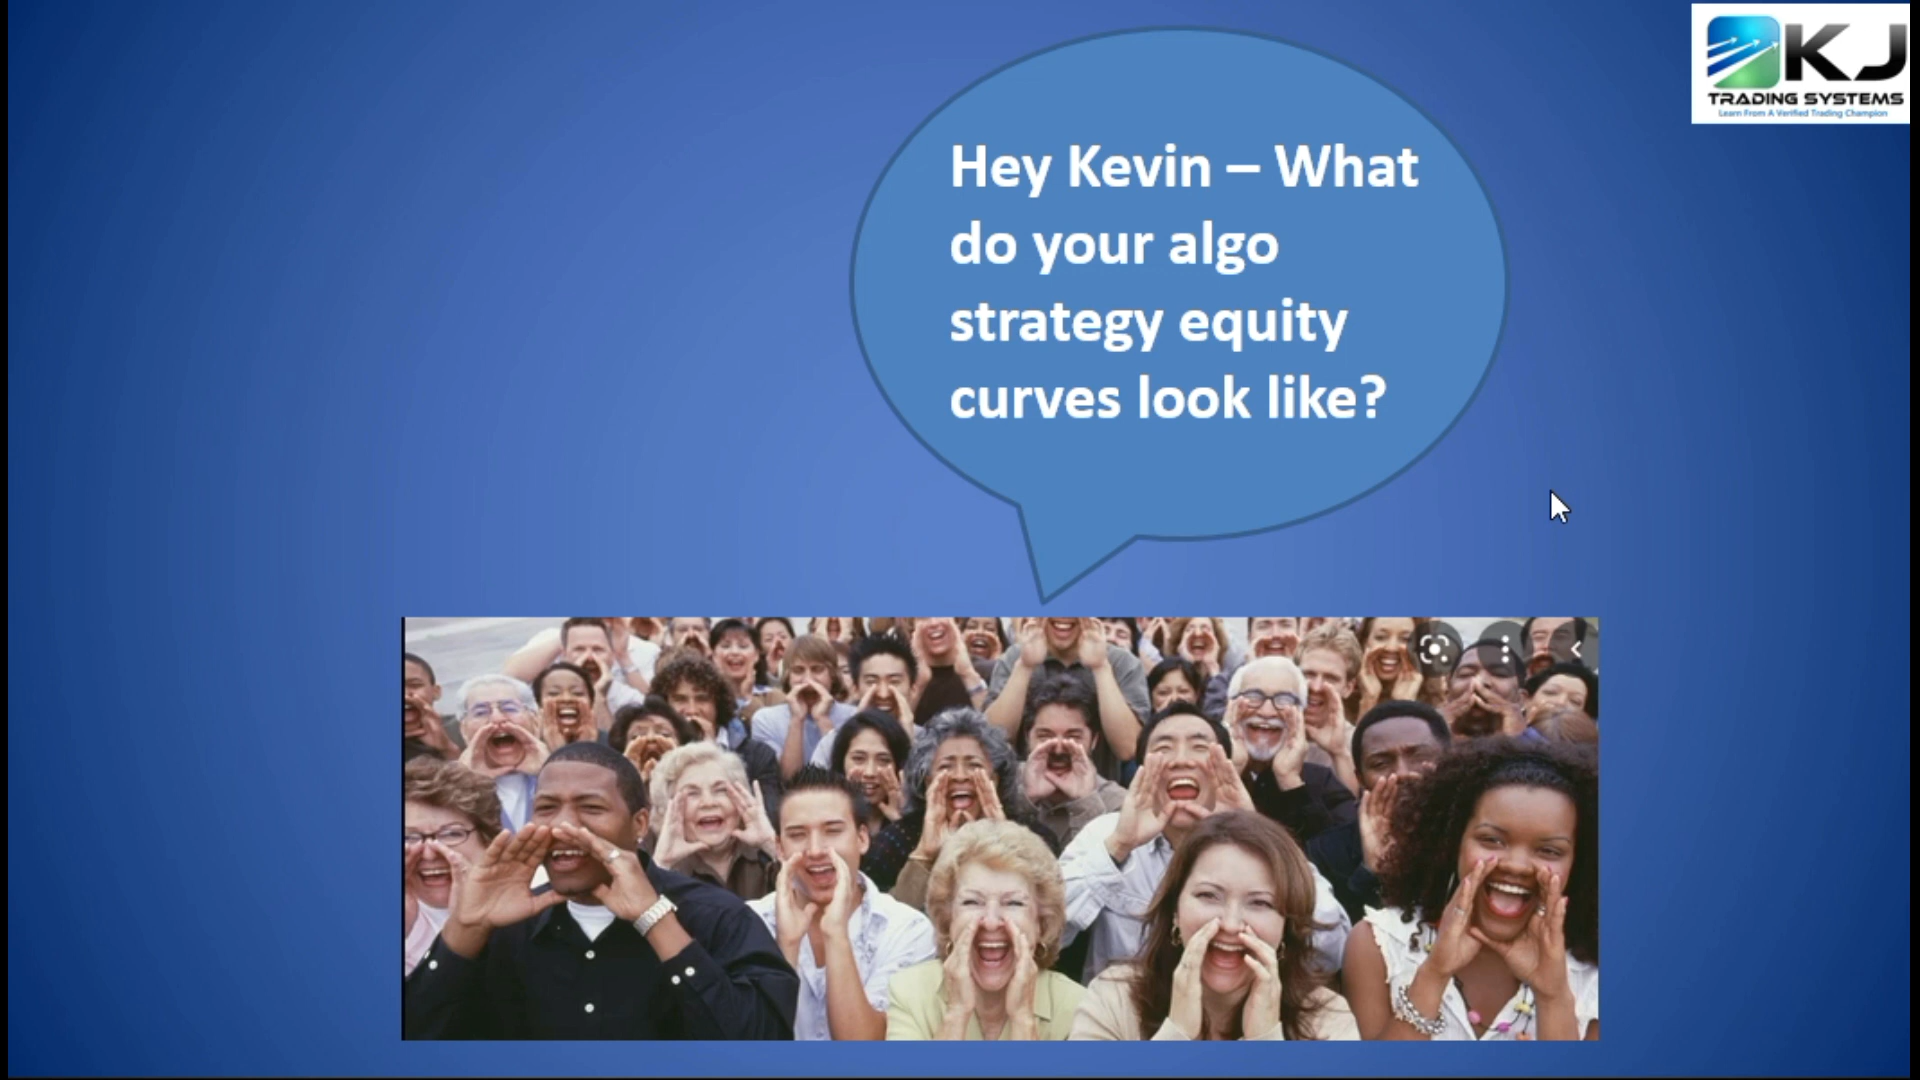 KJ
TRADING SYSTEMS
Learn From A Verified Trading Champion
Hey Kevin – What
do your algo
strategy equity
curves look like?